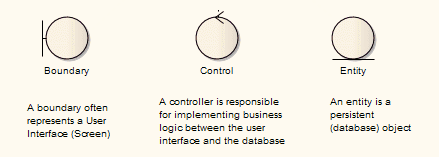 Boundary
Control
Entity
A boundary often
represents a User
Interface (Screen)
A controller is responsible
for implementing business
logic between the user
interface and the database
An entity is a
persistent
(database) object